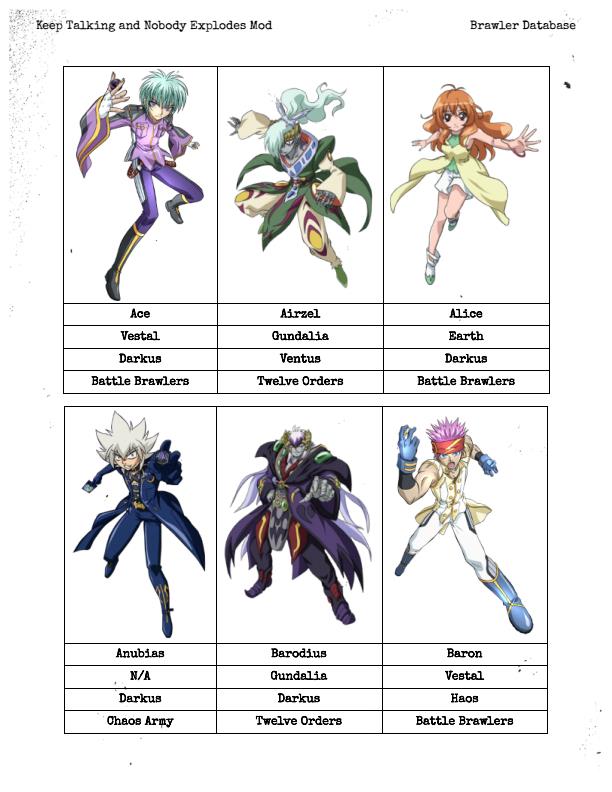 Keep Talking and Nobody Explodes Mod Brawler Database
Ace Airzel Alice
Vestal Gundalia Earth
Darkus Ventus Darkus
Battle Brawlers Twelve Orders Battle Brawlers
Anubias Barodius Baron
N/A Gundalia Vestal
Darkus Darkus Haos
Chaos Army Twelve Orders Battle Brawlers